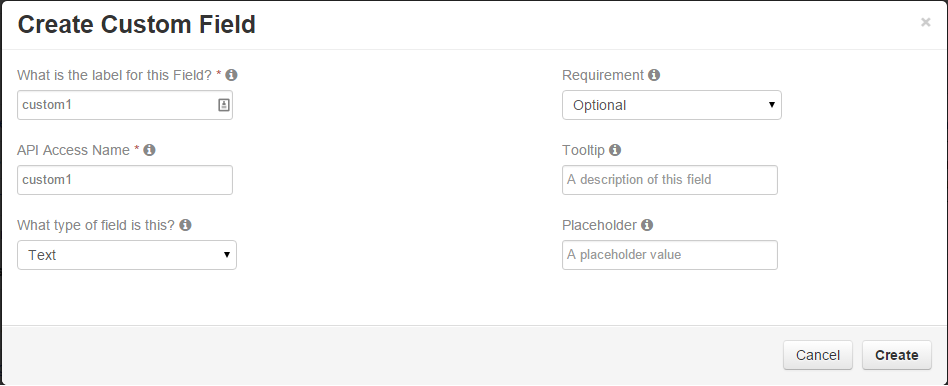 Create Custom Field ×
What is the label for this Field? *
custom1
API Access Name *
custom1
What type of field is this?
Text
Requirement
Optional
Tooltip
A description of this field
Placeholder
A placeholder value
Cancel Create